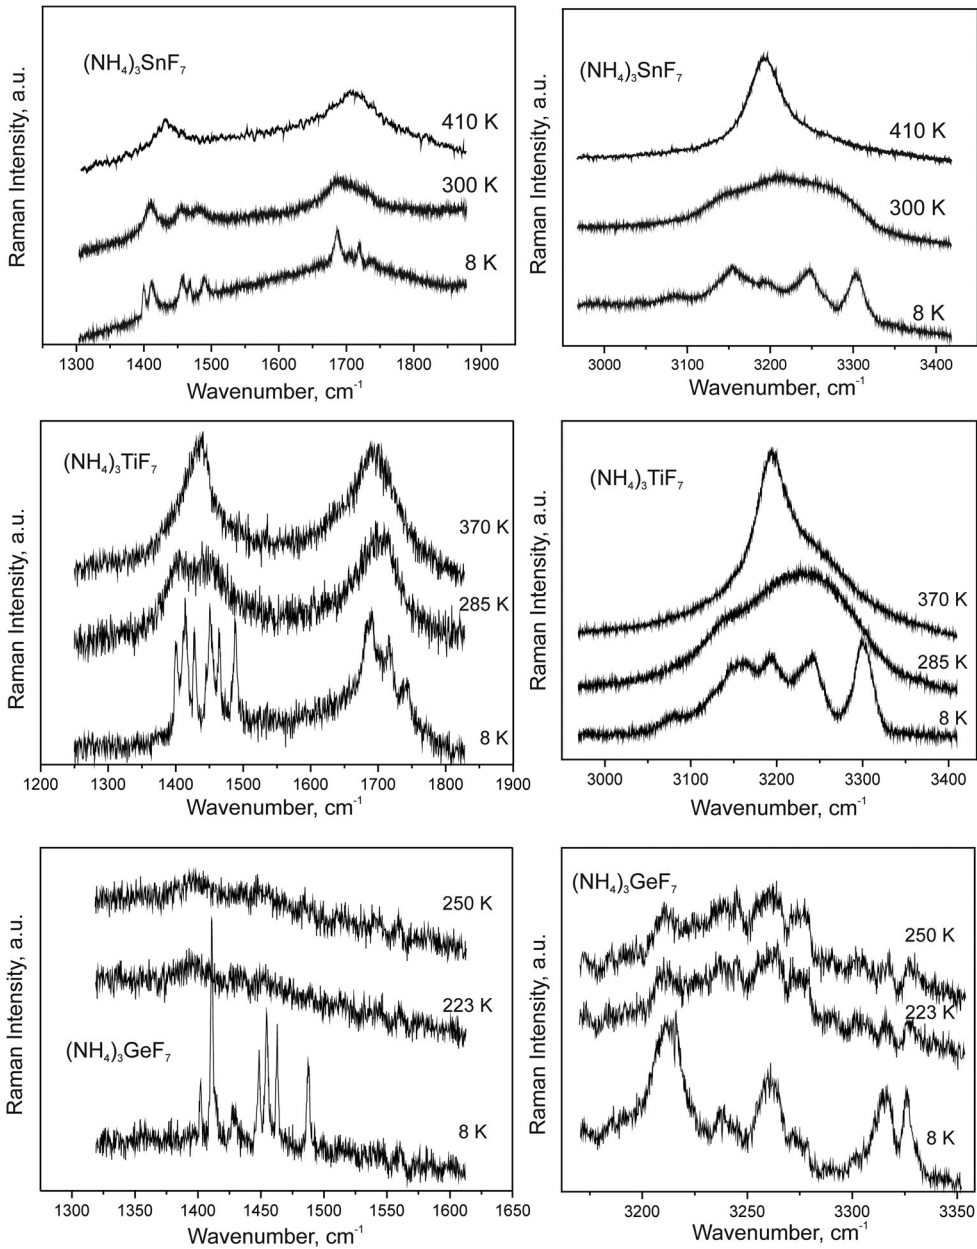 Raman Intensity, a.u.
(NH₄)₃SnF₇
410 K
300 K
8 K
1300 1400 1500 1600 1700 1800 1900
Wavenumber, cm⁻¹
Raman Intensity, a.u.
(NH₄)₃SnF₇
410 K
300 K
8 K
3000 3100 3200 3300 3400
Wavenumber, cm⁻¹
Raman Intensity, a.u.
(NH₄)₃TiF₇
370 K
285 K
8 K
1200 1300 1400 1500 1600 1700 1800 1900
Wavenumber, cm⁻¹
Raman Intensity, a.u.
(NH₄)₃TiF₇
370 K
285 K
8 K
3000 3100 3200 3300 3400
Wavenumber, cm⁻¹
Raman Intensity, a.u.
250 K
223 K
(NH₄)₃GeF₇
8 K
1300 1350 1400 1450 1500 1550 1600 1650
Wavenumber, cm⁻¹
Raman Intensity, a.u.
(NH₄)₃GeF₇
250 K
223 K
8 K
3200 3250 3300 3350
Wavenumber, cm⁻¹